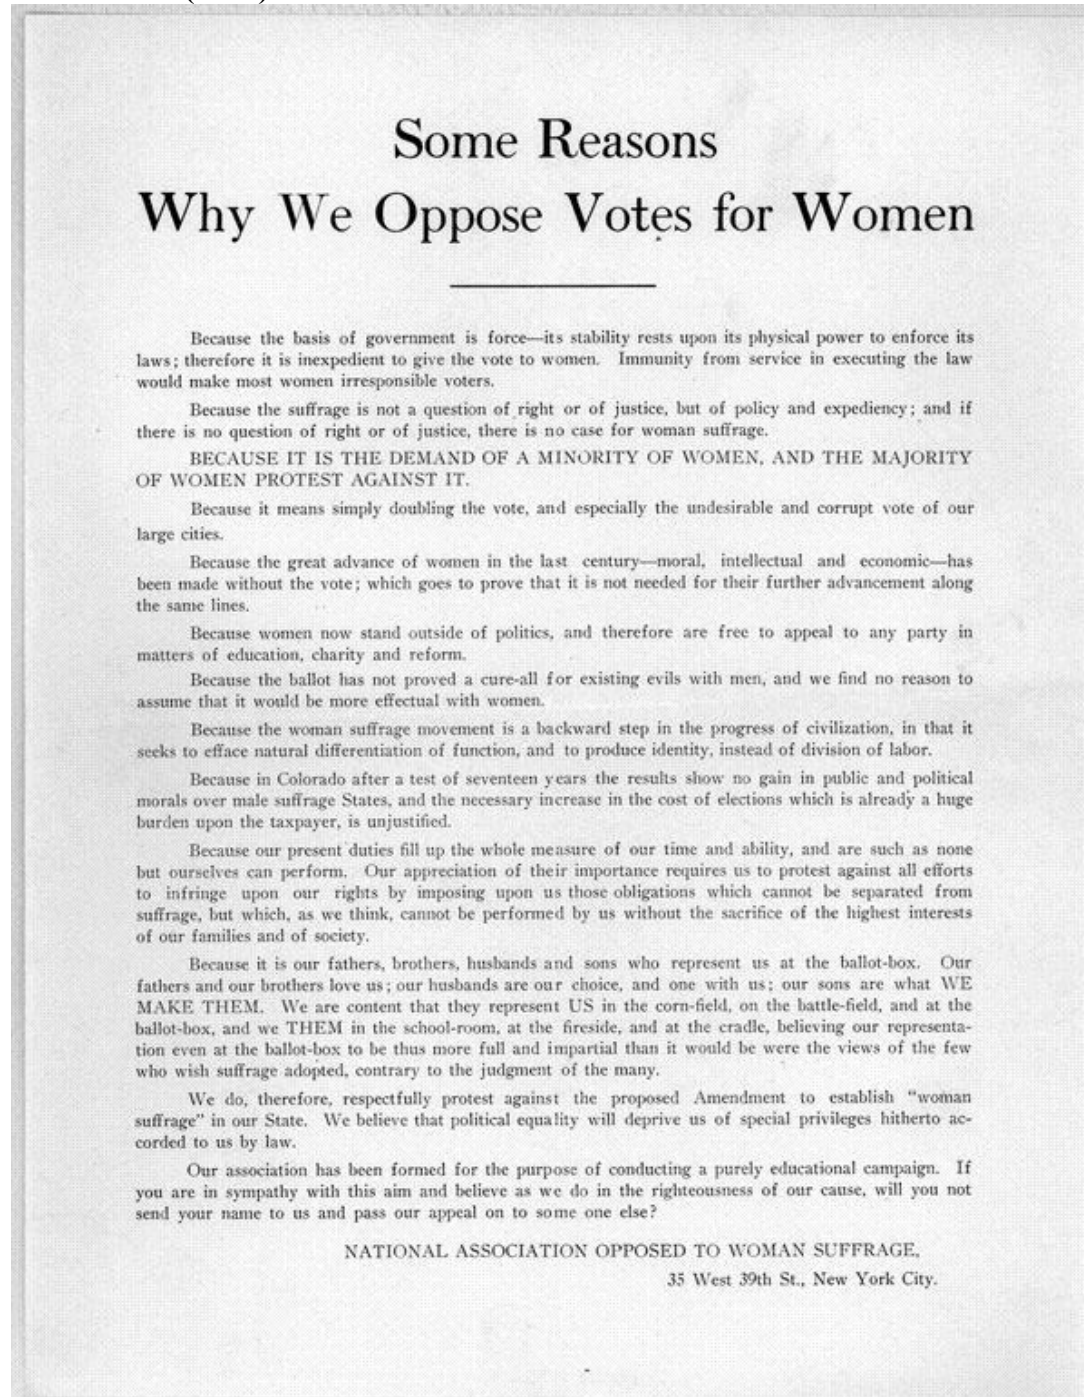 Some Reasons
Why We Oppose Votes for Women
Because the basis of government is force—its stability rests upon its physical power to enforce its
laws; therefore it is inexpedient to give the vote to women. Immunity from service in executing the law
would make most women irresponsible voters.
Because the suffrage is not a question of right or of justice, but of policy and expediency; and if
there is no question of right or of justice, there is no case for woman suffrage.
BECAUSE IT IS THE DEMAND OF A MINORITY OF WOMEN, AND THE MAJORITY
OF WOMEN PROTEST AGAINST IT.
Because it means simply doubling the vote, and especially the undesirable and corrupt vote of our
large cities.
Because the great advance of women in the last century—moral, intellectual and economic—has
been made without the vote; which goes to prove that it is not needed for their further advancement along
the same lines.
Because women now stand outside of politics, and therefore are free to appeal to any party in
matters of education, charity and reform.
Because the ballot has not proved a cure-all for existing evils with men, and we find no reason to
assume that it would be more effectual with women.
Because the woman suffrage movement is a backward step in the progress of civilization, in that it
seeks to efface natural differentiation of function, and to produce identity, instead of division of labor.
Because in Colorado after a test of seventeen years the results show no gain in public and political
morals over male suffrage States, and the necessary increase in the cost of elections which is already a huge
burden upon the taxpayer, is unjustified.
Because our present duties fill up the whole measure of our time and ability, and are such as none
but ourselves can perform. Our appreciation of their importance requires us to protest against all efforts
to infringe upon our rights by imposing upon us those obligations which cannot be separated from
suffrage, but which, as we think, cannot be performed by us without the sacrifice of the highest interests
of our families and of society.
Because it is our fathers, brothers, husbands and sons who represent us at the ballot-box. Our
fathers and our brothers love us; our husbands are our choice, and one with us; our sons are what WE
MAKE THEM. We are content that they represent US in the corn-field, on the battle-field, and at the
ballot-box, and we THEM in the school-room, at the fireside, and at the cradle, believing our representa-
tion even at the ballot-box to be thus more full and impartial than it would be were the views of the few
who wish suffrage adopted, contrary to the judgment of the many.
We do, therefore, respectfully protest against the proposed Amendment to establish "woman
suffrage" in our State. We believe that political equality will deprive us of special privileges hitherto ac-
corded to us by law.
Our association has been formed for the purpose of conducting a purely educational campaign. If
you are in sympathy with this aim and believe as we do in the righteousness of our cause, will you not
send your name to us and pass our appeal on to some one else?
NATIONAL ASSOCIATION OPPOSED TO WOMAN SUFFRAGE,
35 West 39th St., New York City.